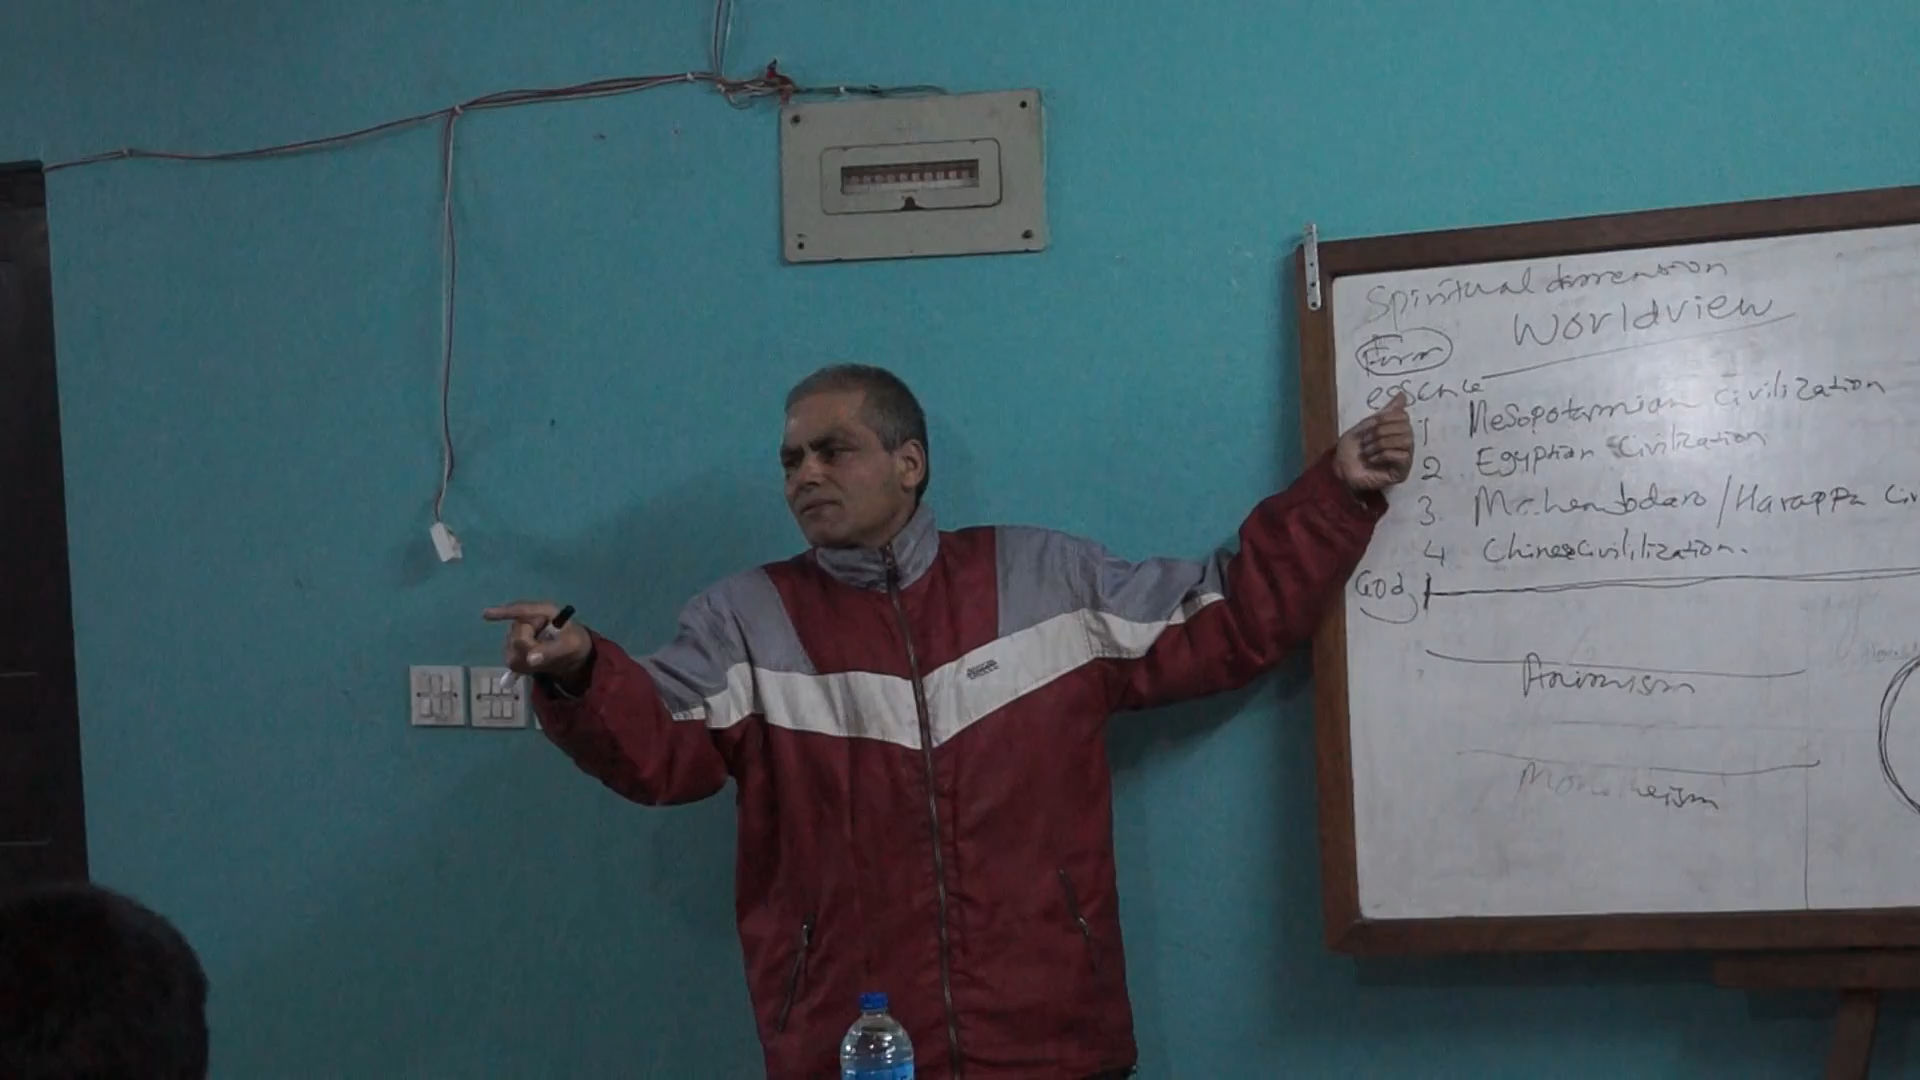 Spiritual dimension
Worldview
Form
essence
1 Mesopotamian Civilization
2. Egyptian Civilization
3. / Harappa Civ
4 Chinese Civilization.
God
Animism
Monotheism